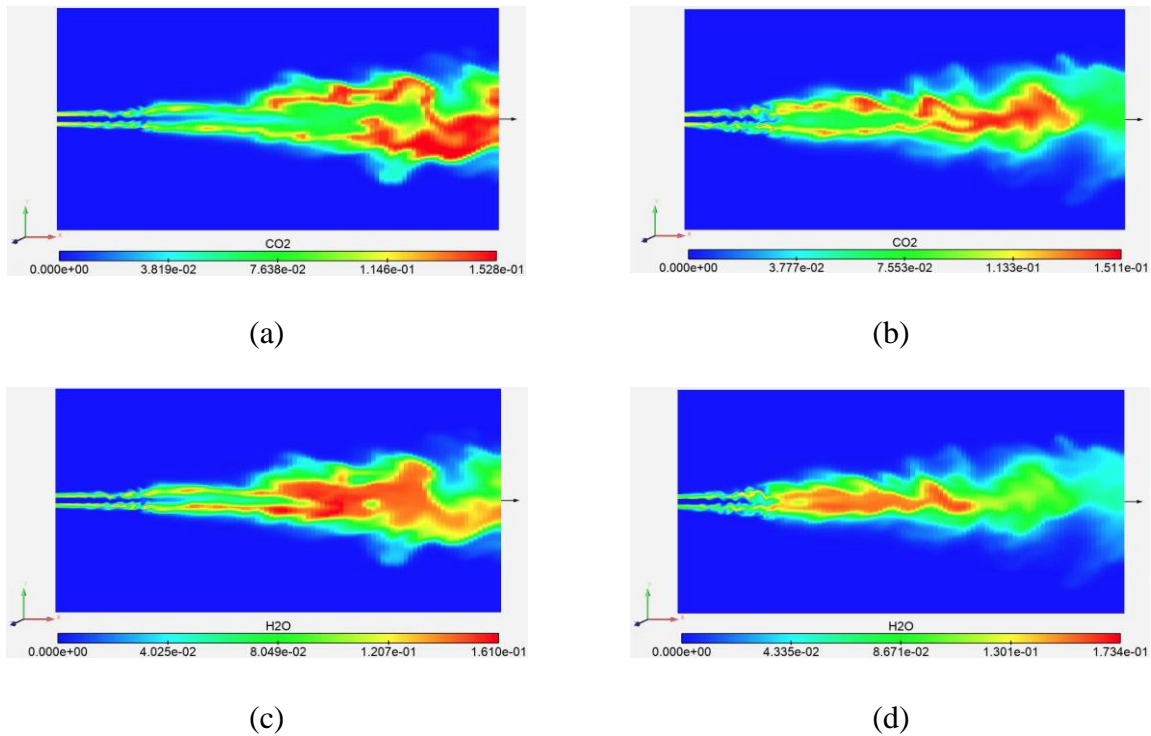 CO2
0.000e+00 3.819e-02 7.638e-02 1.146e-01 1.528e-01
(a)
CO2
0.000e+00 3.777e-02 7.553e-02 1.133e-01 1.511e-01
(b)
H2O
0.000e+00 4.025e-02 8.049e-02 1.207e-01 1.610e-01
(c)
H2O
0.000e+00 4.335e-02 8.671e-02 1.301e-01 1.734e-01
(d)